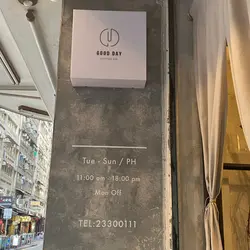 GOOD DAY
Tue - Sun / PH
11:00 am - 18:00 pm
Mon Off
TEL:23300111